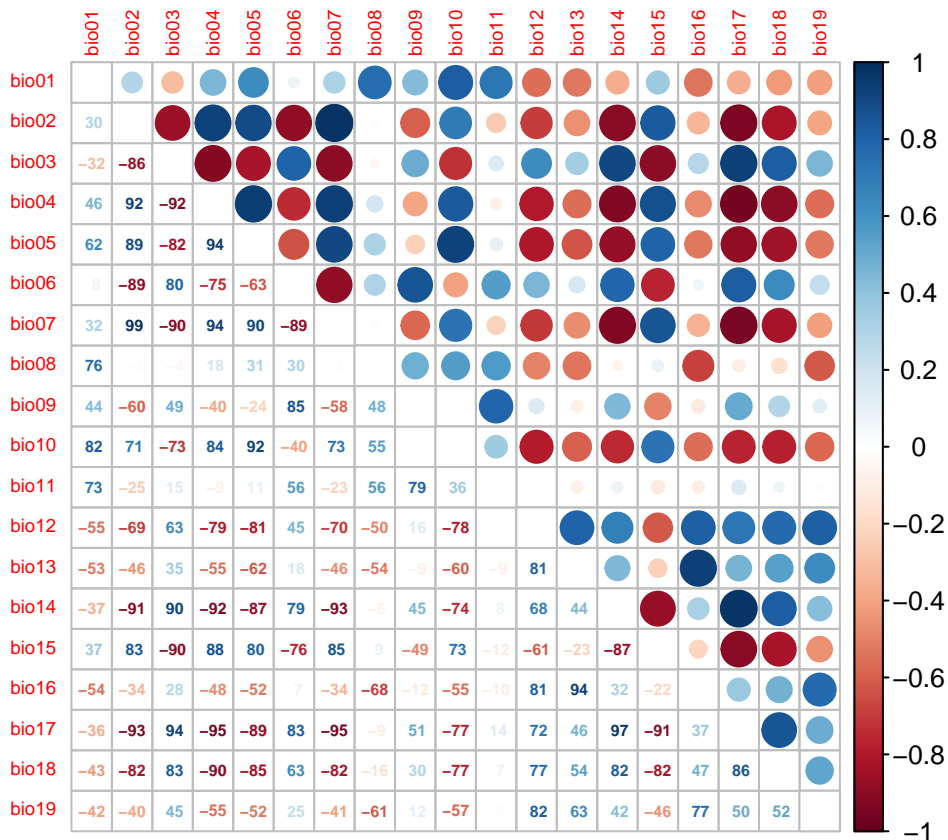 bio01 bio02 bio03 bio04 bio05 bio06 bio07 bio08 bio09 bio10 bio11 bio12 bio13 bio14 bio15 bio16 bio17 bio18 bio19
bio01 1
bio02 30 0.8
bio03 −32 −86
bio04 46 92 −92 0.6
bio05 62 89 −82 94
bio06 8 −89 80 −75 −63 0.4
bio07 32 99 −90 94 90 −89
bio08 76 18 31 30 0.2
bio09 44 −60 49 −40 −24 85 −58 48
bio10 82 71 −73 84 92 −40 73 55 0
bio11 73 −25 15 −9 11 56 −23 56 79 36
bio12 −55 −69 63 −79 −81 45 −70 −50 16 −78 −0.2
bio13 −53 −46 35 −55 −62 18 −46 −54 −9 −60 −9 81
bio14 −37 −91 90 −92 −87 79 −93 −6 45 −74 8 68 44 −0.4
bio15 37 83 −90 88 80 −76 85 9 −49 73 −12 −61 −23 −87
bio16 −54 −34 28 −48 −52 7 −34 −68 −12 −55 −10 81 94 32 −22 −0.6
bio17 −36 −93 94 −95 −89 83 −95 −9 51 −77 14 72 46 97 −91 37
bio18 −43 −82 83 −90 −85 63 −82 −16 30 −77 7 77 54 82 −82 47 86 −0.8
bio19 −42 −40 45 −55 −52 25 −41 −61 12 −57 82 63 42 −46 77 50 52
−1